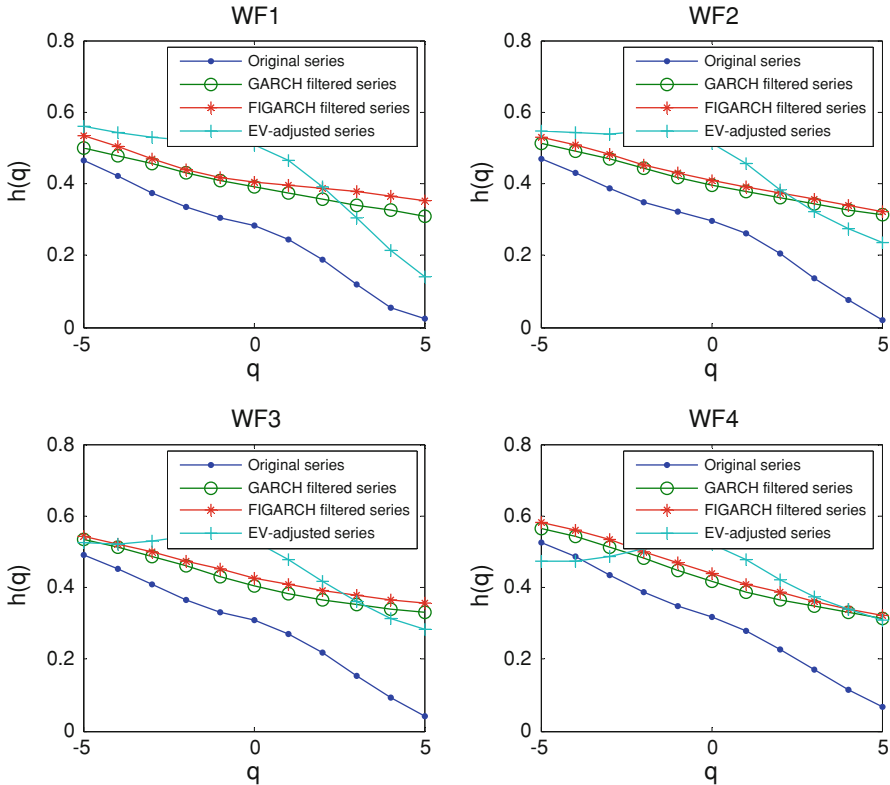 WF1
0.8
0.6
0.4
0.2
0
h(q)
-5
0
5
q
Original series
GARCH filtered series
FIGARCH filtered series
EV-adjusted series
WF2
0.8
0.6
0.4
0.2
0
h(q)
-5
0
5
q
Original series
GARCH filtered series
FIGARCH filtered series
EV-adjusted series
WF3
0.8
0.6
0.4
0.2
0
h(q)
-5
0
5
q
Original series
GARCH filtered series
FIGARCH filtered series
EV-adjusted series
WF4
0.8
0.6
0.4
0.2
0
h(q)
-5
0
5
q
Original series
GARCH filtered series
FIGARCH filtered series
EV-adjusted series